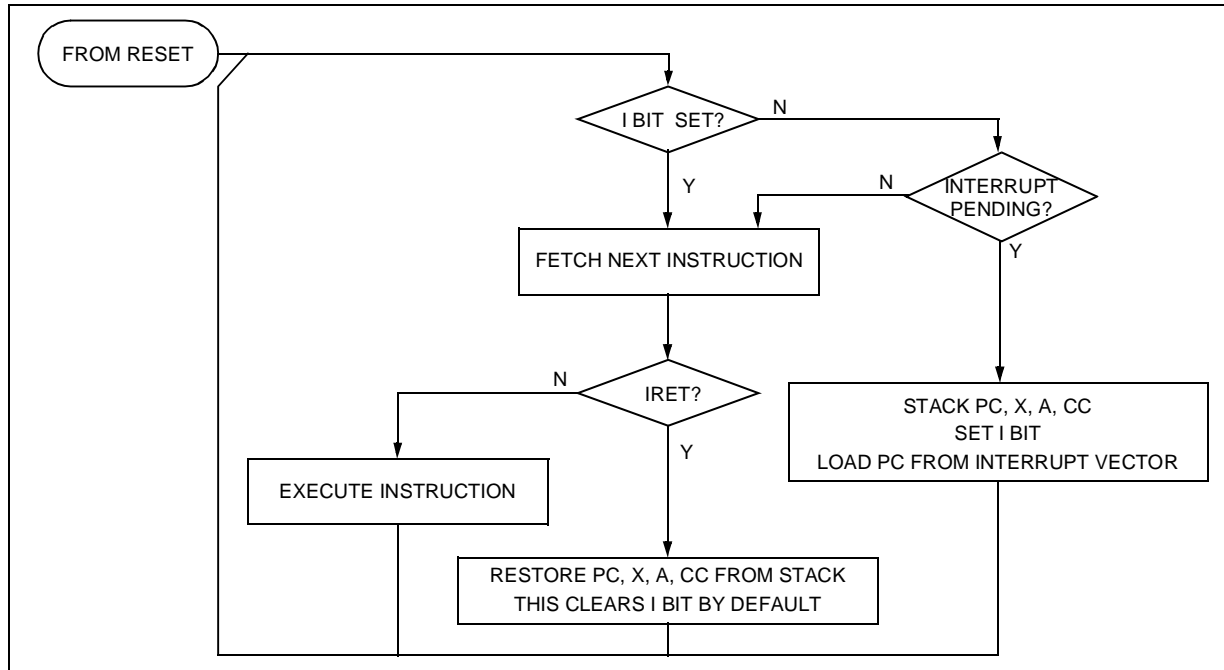 FROM RESET
I BIT SET?
N
Y
N
INTERRUPT
PENDING?
Y
FETCH NEXT INSTRUCTION
N
IRET?
Y
STACK PC, X, A, CC
SET I BIT
LOAD PC FROM INTERRUPT VECTOR
EXECUTE INSTRUCTION
RESTORE PC, X, A, CC FROM STACK
THIS CLEARS I BIT BY DEFAULT